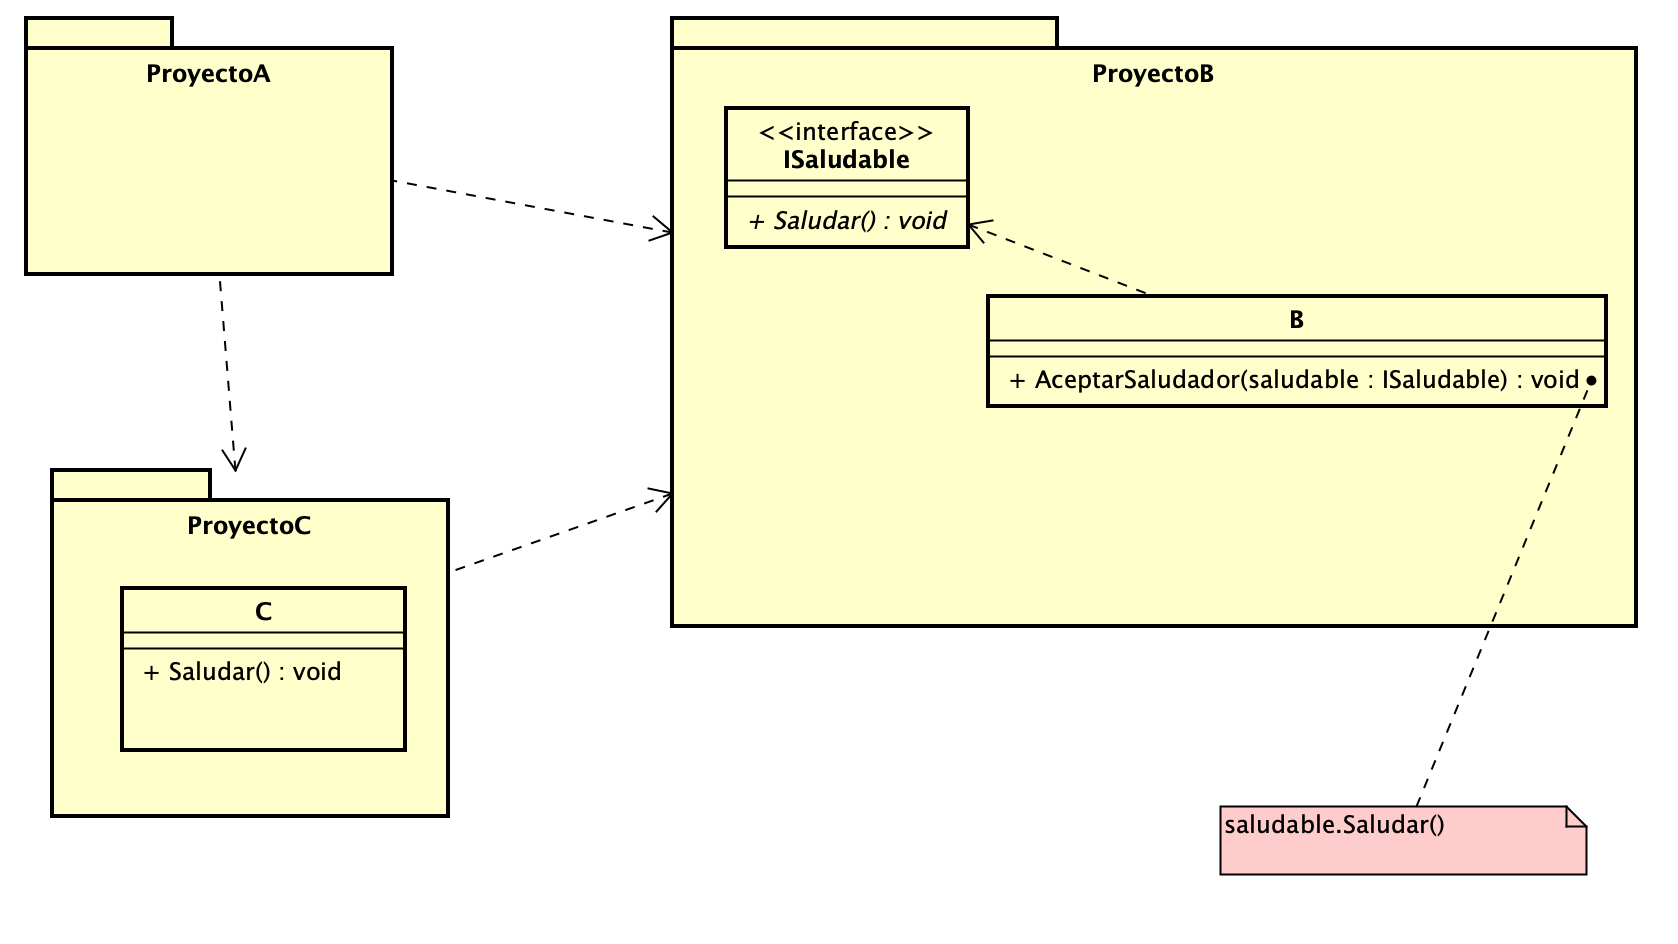 ProyectoA
ProyectoB
<<interface>>
ISaludable
+ Saludar() : void
B
+ AceptarSaludador(saludable : ISaludable) : void
ProyectoC
C
+ Saludar() : void
saludable.Saludar()